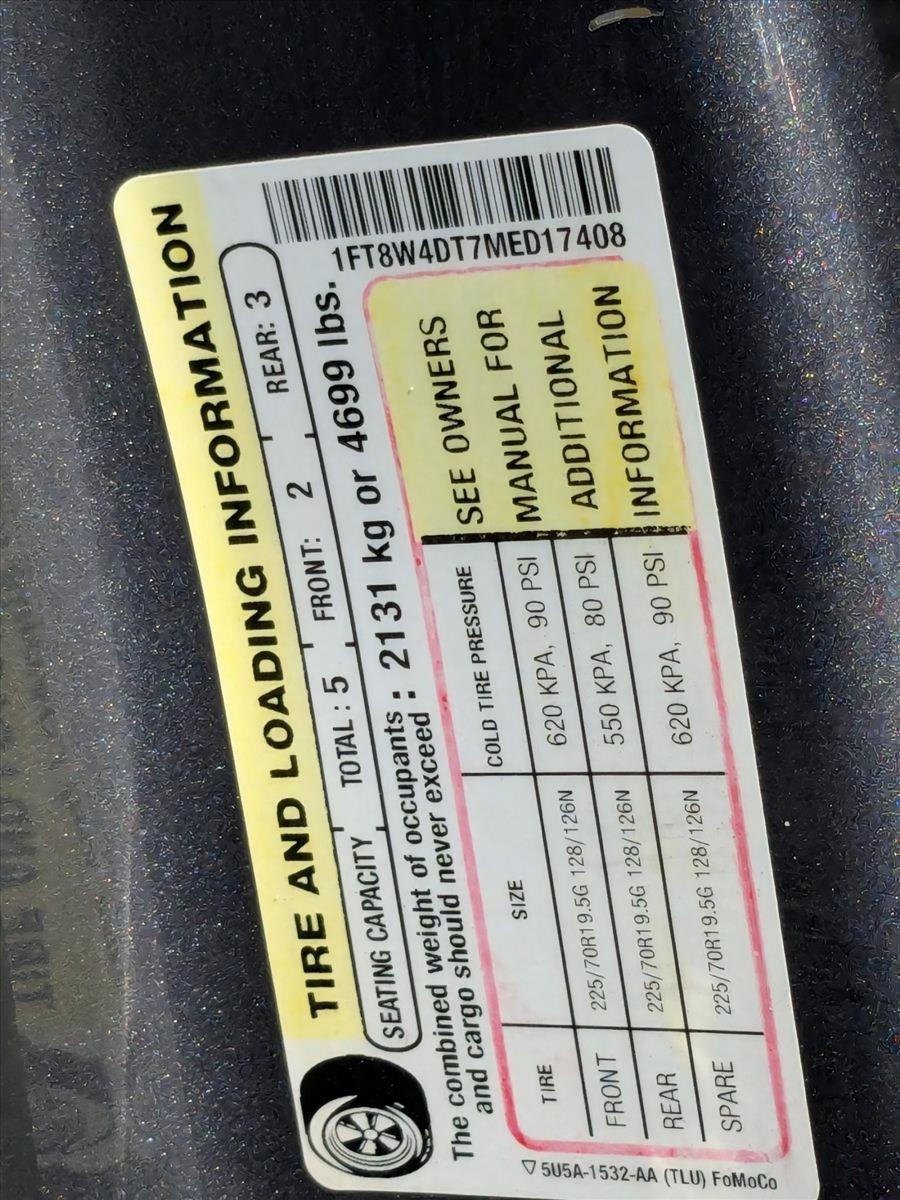 TIRE AND LOADING INFORMATION
SEATING CAPACITY TOTAL : 5 FRONT: 2 REAR: 3
The combined weight of occupants
and cargo should never exceed : 2131 kg or 4699 lbs.
1FT8W4DT7MED17408
TIRE SIZE COLD TIRE PRESSURE
FRONT 225/70R19.5G 128/126N 620 KPA, 90 PSI
REAR 225/70R19.5G 128/126N 550 KPA, 80 PSI
SPARE 225/70R19.5G 128/126N 620 KPA, 90 PSI
SEE OWNERS
MANUAL FOR
ADDITIONAL
INFORMATION
5U5A-1532-AA (TLU) FoMoCo